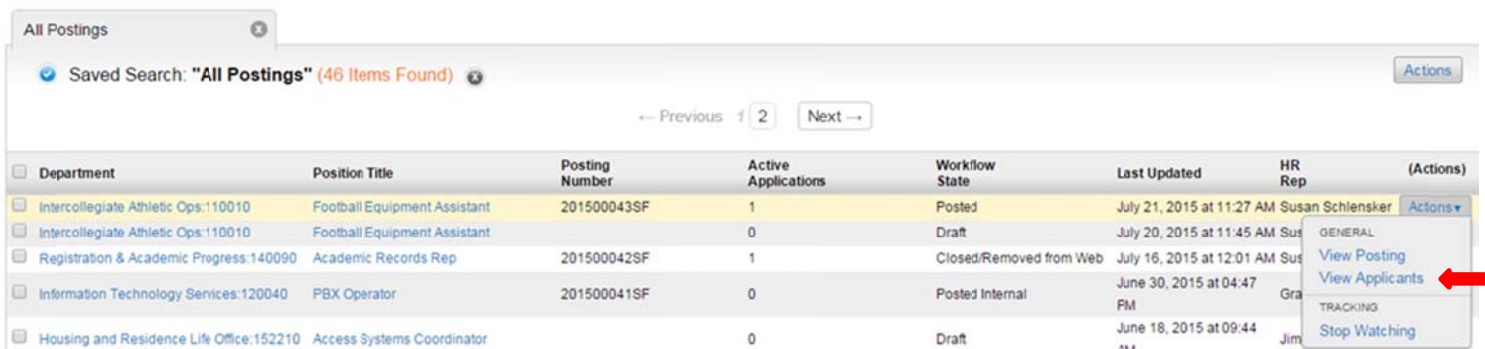 All Postings
Saved Search: "All Postings" (46 Items Found)
Actions
← Previous 1 2 Next →
Department Position Title Posting Number Active Applications Workflow State Last Updated HR Rep (Actions)
Intercollegiate Athletic Ops:110010 Football Equipment Assistant 201500043SF 1 Posted July 21, 2015 at 11:27 AM Susan Schlensker Actions▾
Intercollegiate Athletic Ops:110010 Football Equipment Assistant 0 Draft July 20, 2015 at 11:45 AM Sus
GENERAL
Registration & Academic Progress:140090 Academic Records Rep 201500042SF 1 Closed/Removed from Web July 16, 2015 at 12:01 AM Sus
View Posting
Information Technology Services:120040 PBX Operator 201500041SF 0 Posted Internal June 30, 2015 at 04:47 PM Gra
View Applicants
TRACKING
Housing and Residence Life Office:152210 Access Systems Coordinator 0 Draft June 18, 2015 at 09:44 AM Jim
Stop Watching